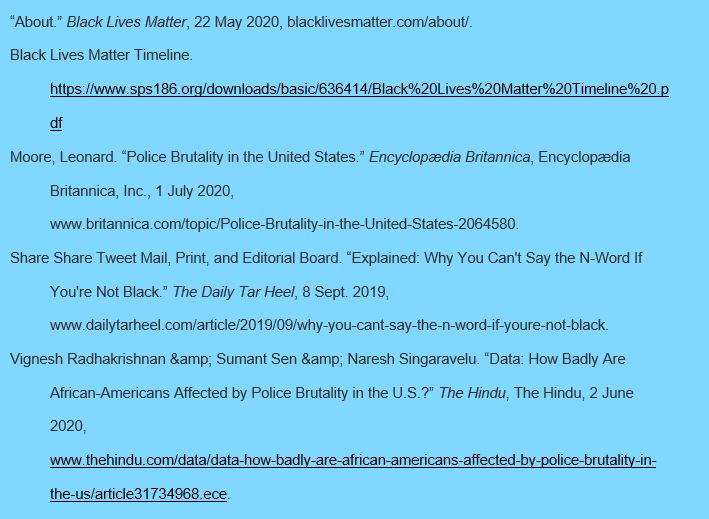 “About.” Black Lives Matter, 22 May 2020, blacklivesmatter.com/about/.
Black Lives Matter Timeline.
https://www.sps186.org/downloads/basic/636414/Black%20Lives%20Matter%20Timeline%20.p
df
Moore, Leonard. “Police Brutality in the United States.” Encyclopædia Britannica, Encyclopædia
Britannica, Inc., 1 July 2020,
www.britannica.com/topic/Police-Brutality-in-the-United-States-2064580.
Share Share Tweet Mail, Print, and Editorial Board. “Explained: Why You Can't Say the N-Word If
You're Not Black.” The Daily Tar Heel, 8 Sept. 2019,
www.dailytarheel.com/article/2019/09/why-you-cant-say-the-n-word-if-youre-not-black.
Vignesh Radhakrishnan &amp; Sumant Sen &amp; Naresh Singaravelu. “Data: How Badly Are
African-Americans Affected by Police Brutality in the U.S.?” The Hindu, The Hindu, 2 June
2020,
www.thehindu.com/data/data-how-badly-are-african-americans-affected-by-police-brutality-in-
the-us/article31734968.ece.